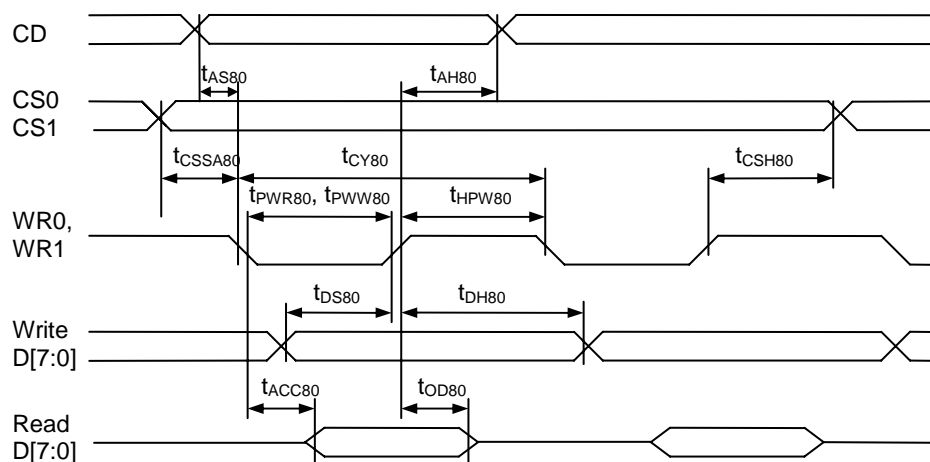 CD
tAS80 tAH80
CS0
CS1
tCSSA80 tCY80 tCSH80
tPWR80, tPWW80 tHPW80
WR0,
WR1
tDS80 tDH80
Write
D[7:0]
tACC80 tOD80
Read
D[7:0]